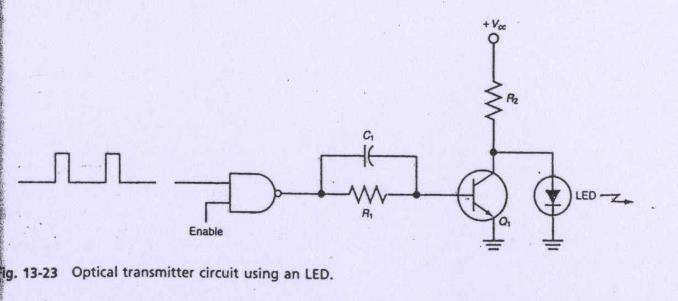 + Vcc
R2
C1
R1
Enable
Q1
LED
ig. 13-23 Optical transmitter circuit using an LED.